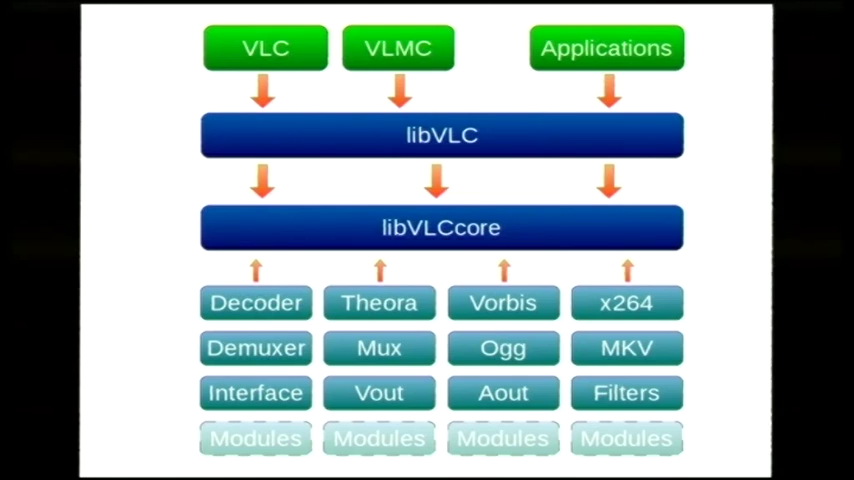 VLC VLMC Applications
libVLC
libVLCcore
Decoder Theora Vorbis x264
Demuxer Mux Ogg MKV
Interface Vout Aout Filters
Modules Modules Modules Modules